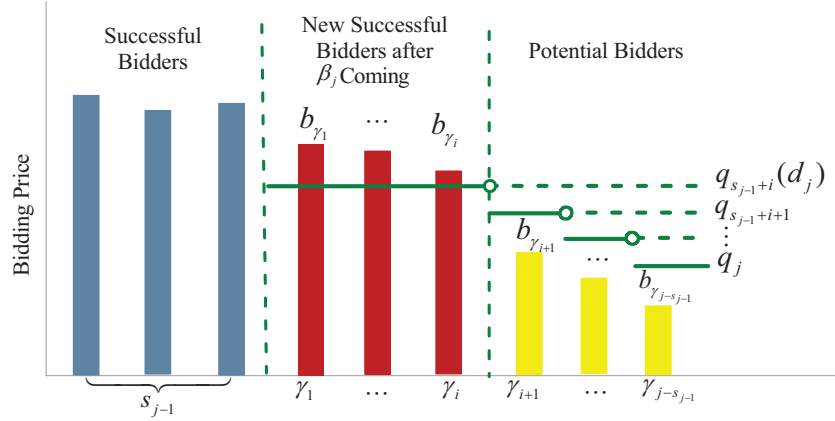 Successful
Bidders
New Successful
Bidders after
β_j Coming
Potential Bidders
Bidding Price
b_{γ_1}
...
b_{γ_i}
q_{s_{j-1}+i}(d_j)
q_{s_{j-1}+i+1}
⋮
q_j
b_{γ_{i+1}}
...
b_{γ_{j-s_{j-1}}}
s_{j-1}
γ_1
...
γ_i
γ_{i+1}
...
γ_{j-s_{j-1}}